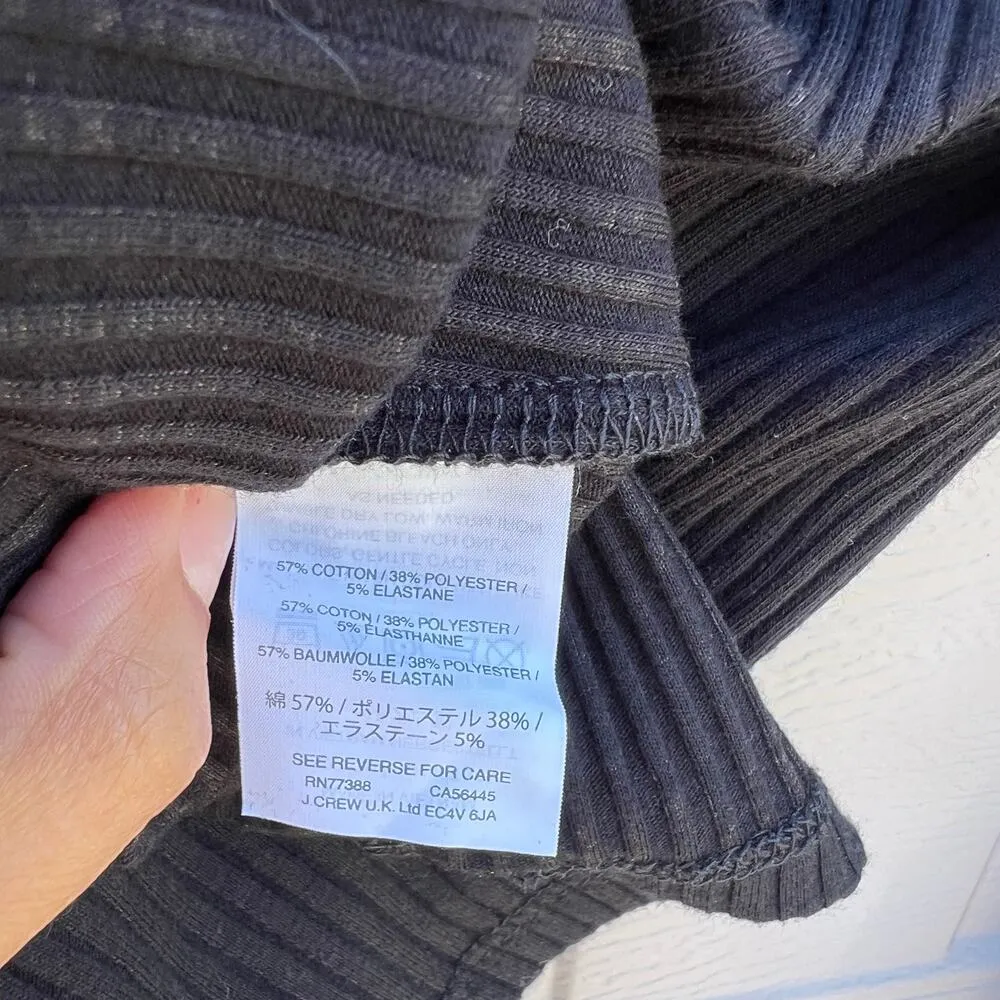 57% COTTON / 38% POLYESTER /
5% ELASTANE
57% COTON / 38% POLYESTER /
5% ÉLASTHANNE
57% BAUMWOLLE / 38% POLYESTER /
5% ELASTAN
綿 57% / ポリエステル 38% /
エラステーン 5%
SEE REVERSE FOR CARE
RN77388 CA56445
J.CREW U.K. Ltd EC4V 6JA